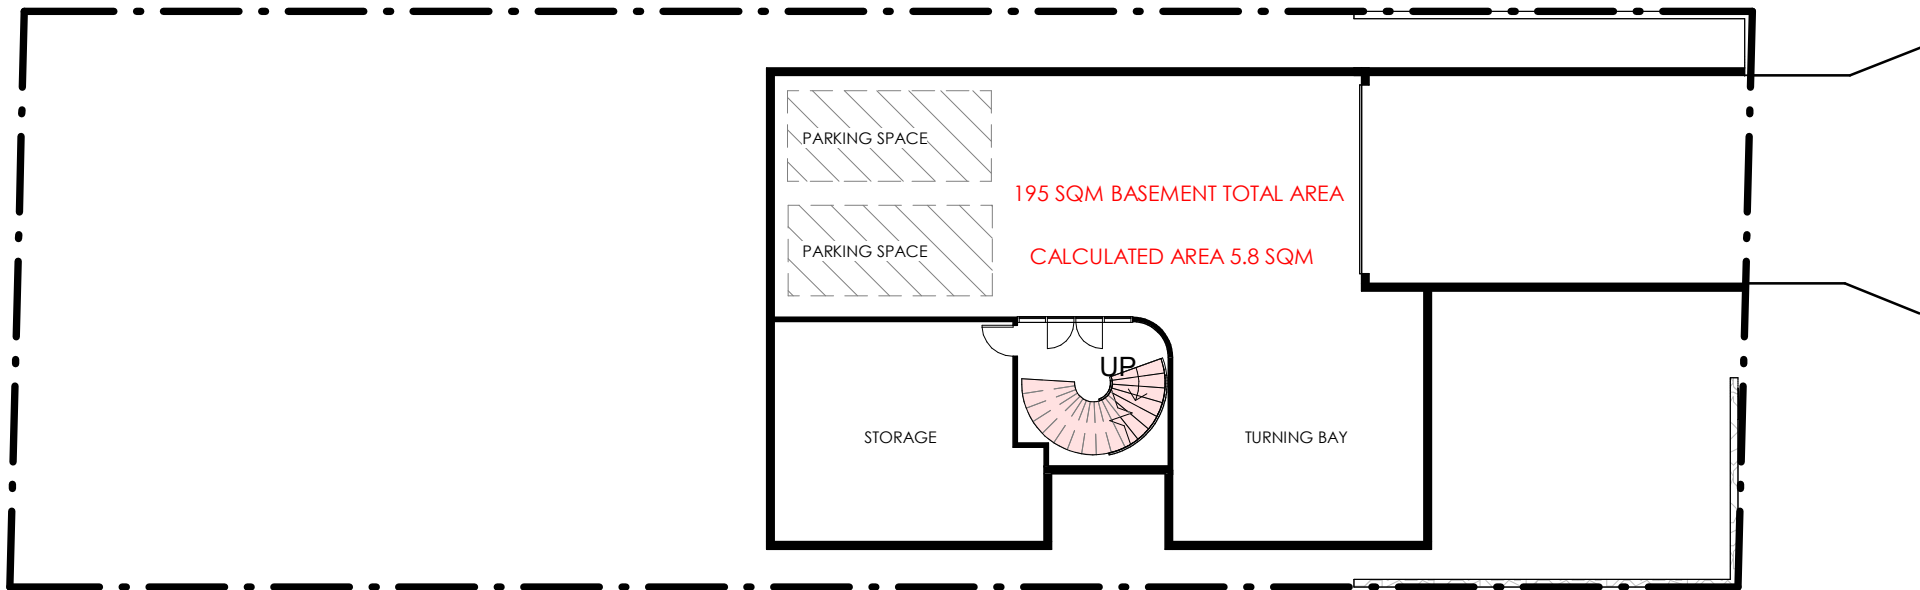 PARKING SPACE
195 SQM BASEMENT TOTAL AREA
PARKING SPACE
CALCULATED AREA 5.8 SQM
UP
STORAGE
TURNING BAY